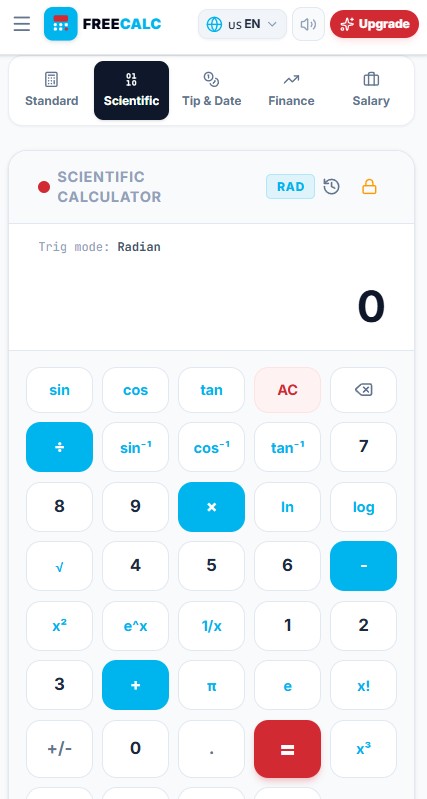 FREECALC
US EN
Upgrade
Standard
01
10
Scientific
Tip & Date
Finance
Salary
SCIENTIFIC
CALCULATOR
RAD
Trig mode: Radian
0
sin cos tan AC
÷ sin⁻¹ cos⁻¹ tan⁻¹ 7
8 9 × ln log
√ 4 5 6 -
x² e^x 1/x 1 2
3 + π e x!
+/- 0 . = x³